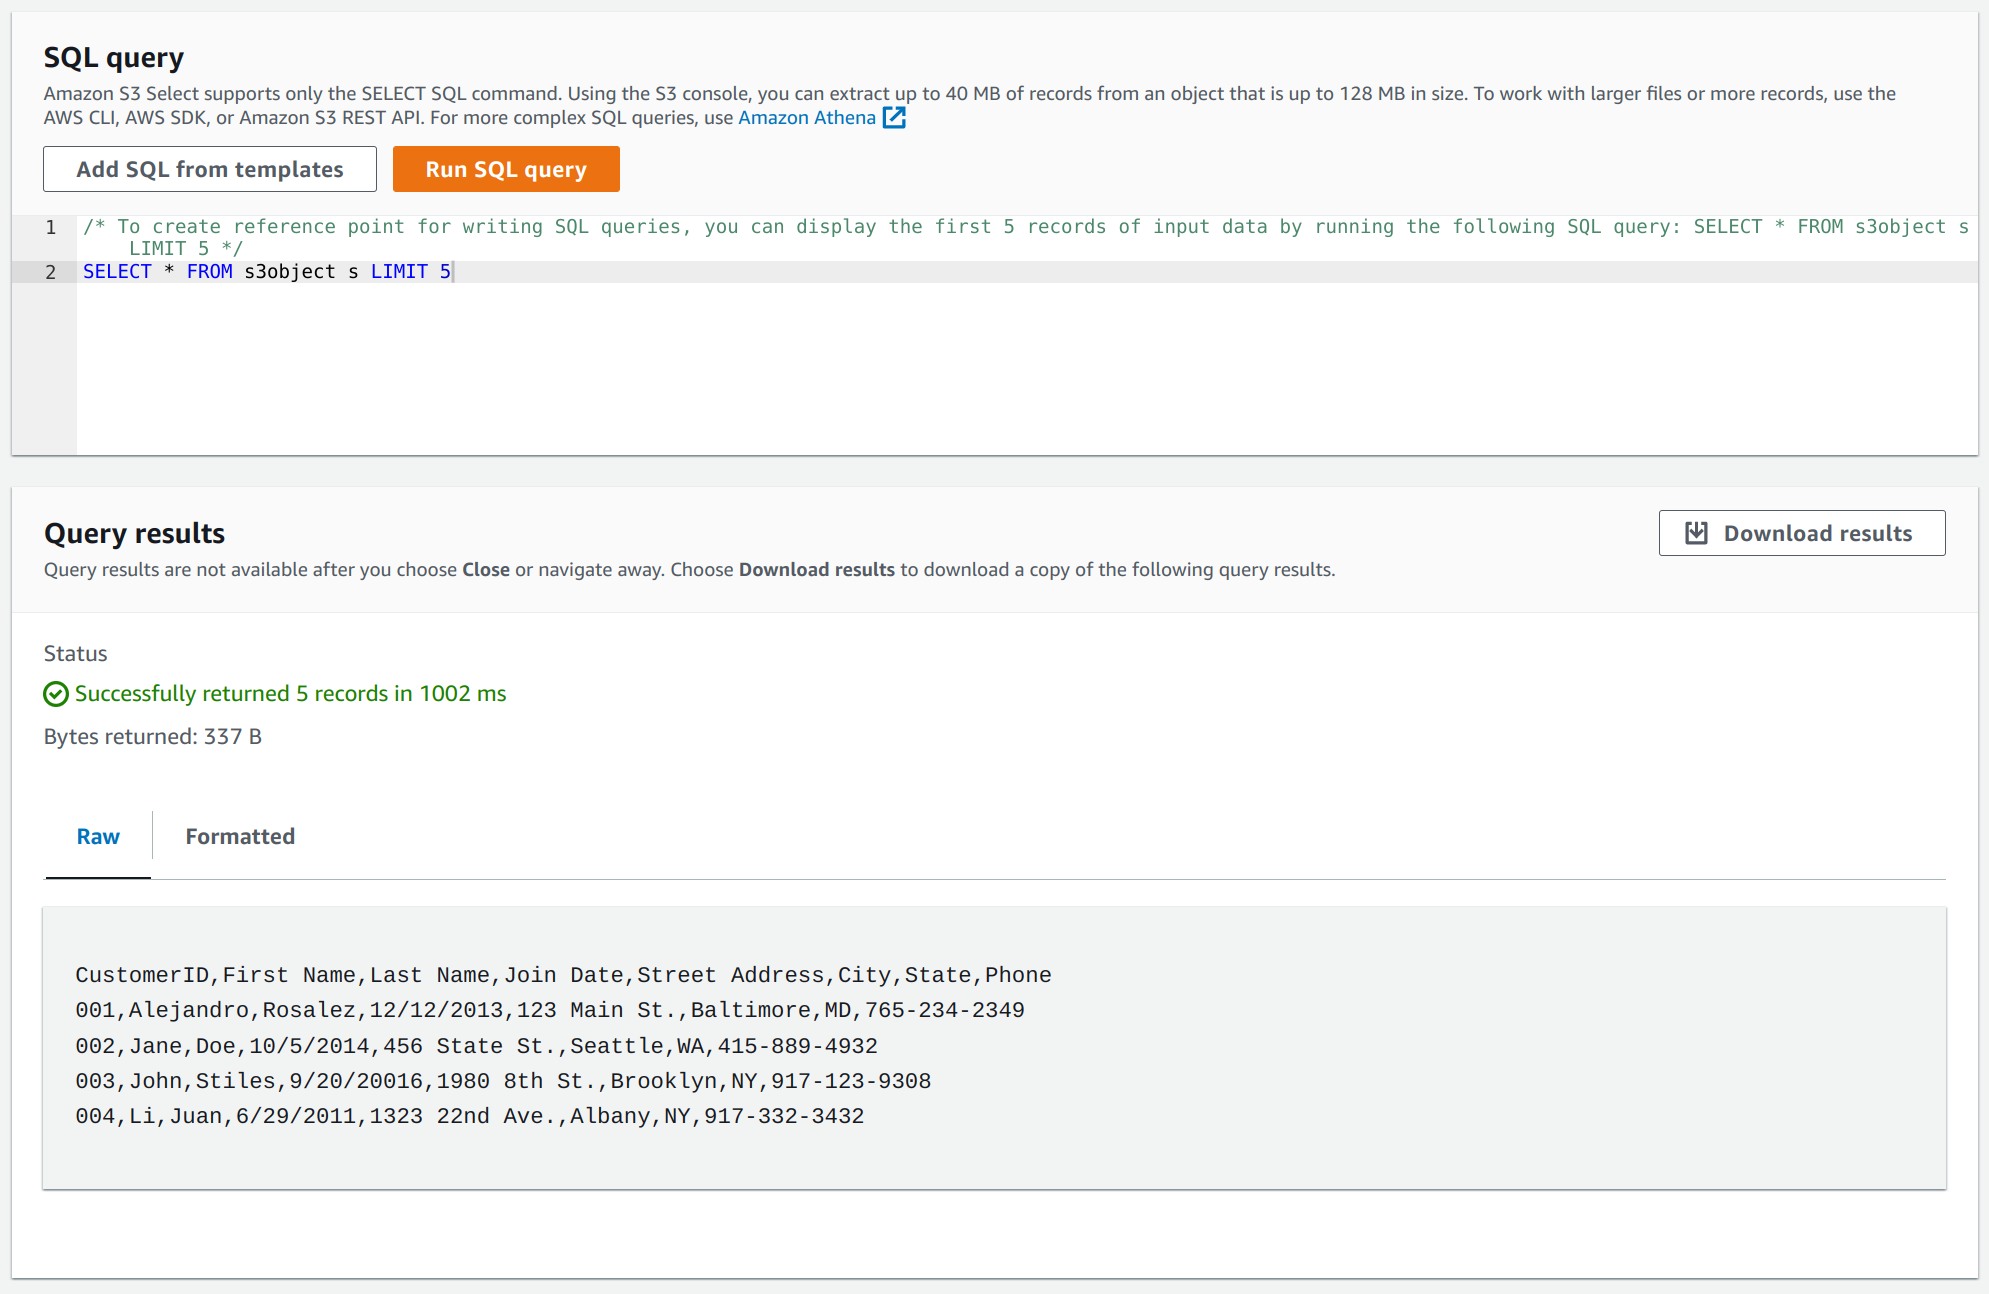 SQL query
Amazon S3 Select supports only the SELECT SQL command. Using the S3 console, you can extract up to 40 MB of records from an object that is up to 128 MB in size. To work with larger files or more records, use the
AWS CLI, AWS SDK, or Amazon S3 REST API. For more complex SQL queries, use Amazon Athena
Add SQL from templates
Run SQL query
1 /* To create reference point for writing SQL queries, you can display the first 5 records of input data by running the following SQL query: SELECT * FROM s3object s
LIMIT 5 */
2 SELECT * FROM s3object s LIMIT 5
Query results
Download results
Query results are not available after you choose Close or navigate away. Choose Download results to download a copy of the following query results.
Status
Successfully returned 5 records in 1002 ms
Bytes returned: 337 B
Raw
Formatted
CustomerID,First Name,Last Name,Join Date,Street Address,City,State,Phone
001,Alejandro,Rosalez,12/12/2013,123 Main St.,Baltimore,MD,765-234-2349
002,Jane,Doe,10/5/2014,456 State St.,Seattle,WA,415-889-4932
003,John,Stiles,9/20/20016,1980 8th St.,Brooklyn,NY,917-123-9308
004,Li,Juan,6/29/2011,1323 22nd Ave.,Albany,NY,917-332-3432